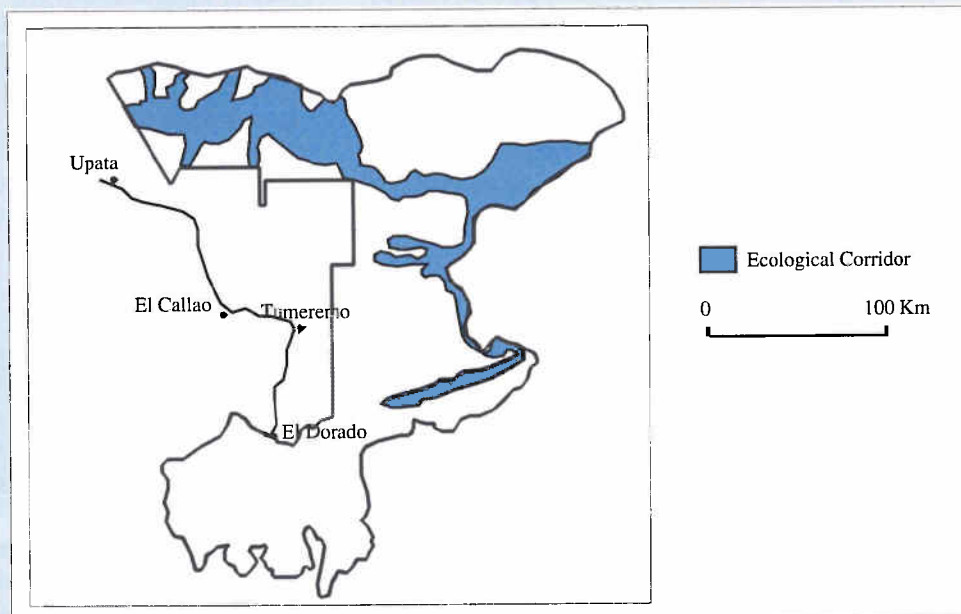 Upata
El Callao
Tumeremo
El Dorado
Ecological Corridor
0
100 Km